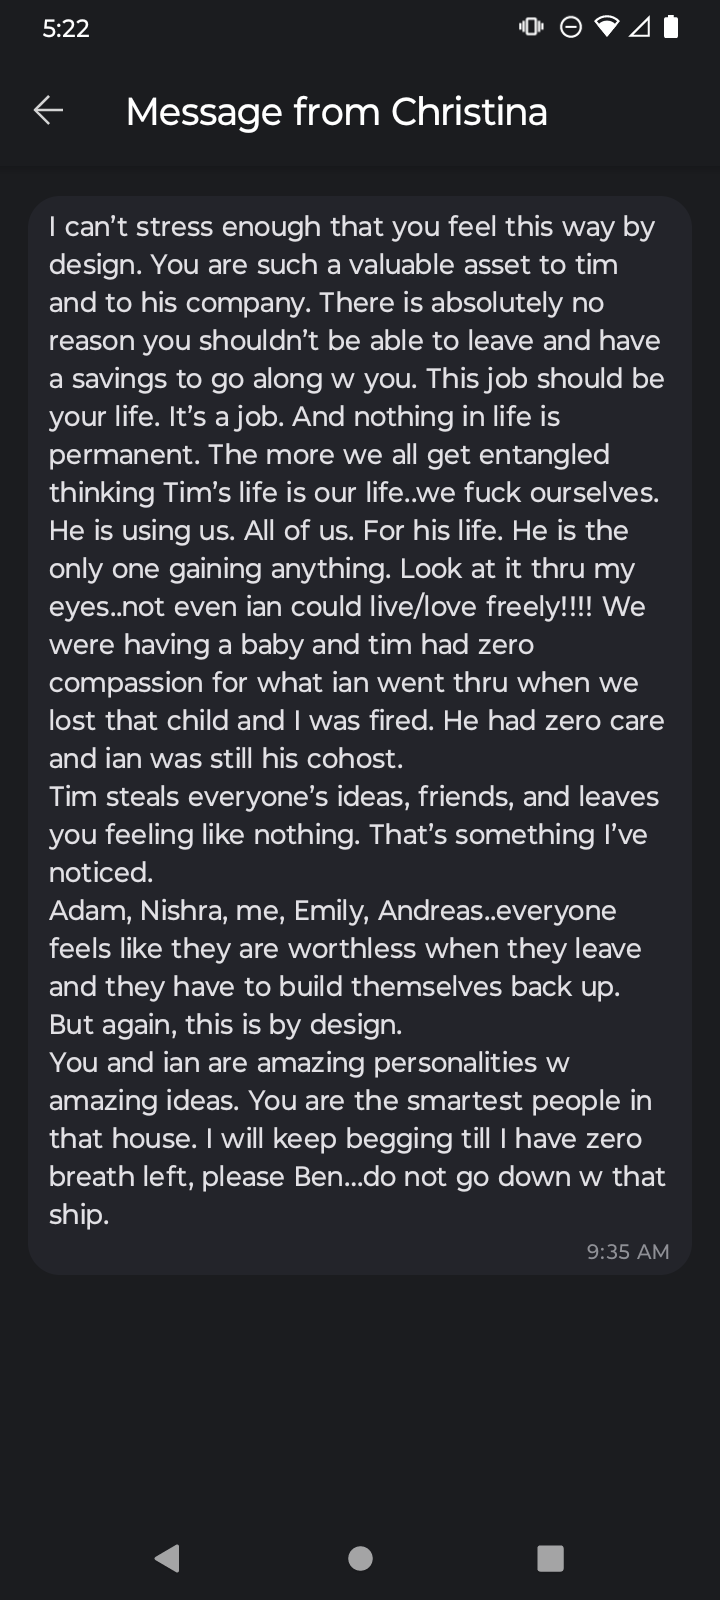 5:22
Message from Christina
I can’t stress enough that you feel this way by
design. You are such a valuable asset to tim
and to his company. There is absolutely no
reason you shouldn’t be able to leave and have
a savings to go along w you. This job should be
your life. It’s a job. And nothing in life is
permanent. The more we all get entangled
thinking Tim’s life is our life..we fuck ourselves.
He is using us. All of us. For his life. He is the
only one gaining anything. Look at it thru my
eyes..not even ian could live/love freely!!!! We
were having a baby and tim had zero
compassion for what ian went thru when we
lost that child and I was fired. He had zero care
and ian was still his cohost.
Tim steals everyone’s ideas, friends, and leaves
you feeling like nothing. That’s something I’ve
noticed.
Adam, Nishra, me, Emily, Andreas..everyone
feels like they are worthless when they leave
and they have to build themselves back up.
But again, this is by design.
You and ian are amazing personalities w
amazing ideas. You are the smartest people in
that house. I will keep begging till I have zero
breath left, please Ben...do not go down w that
ship.
9:35 AM